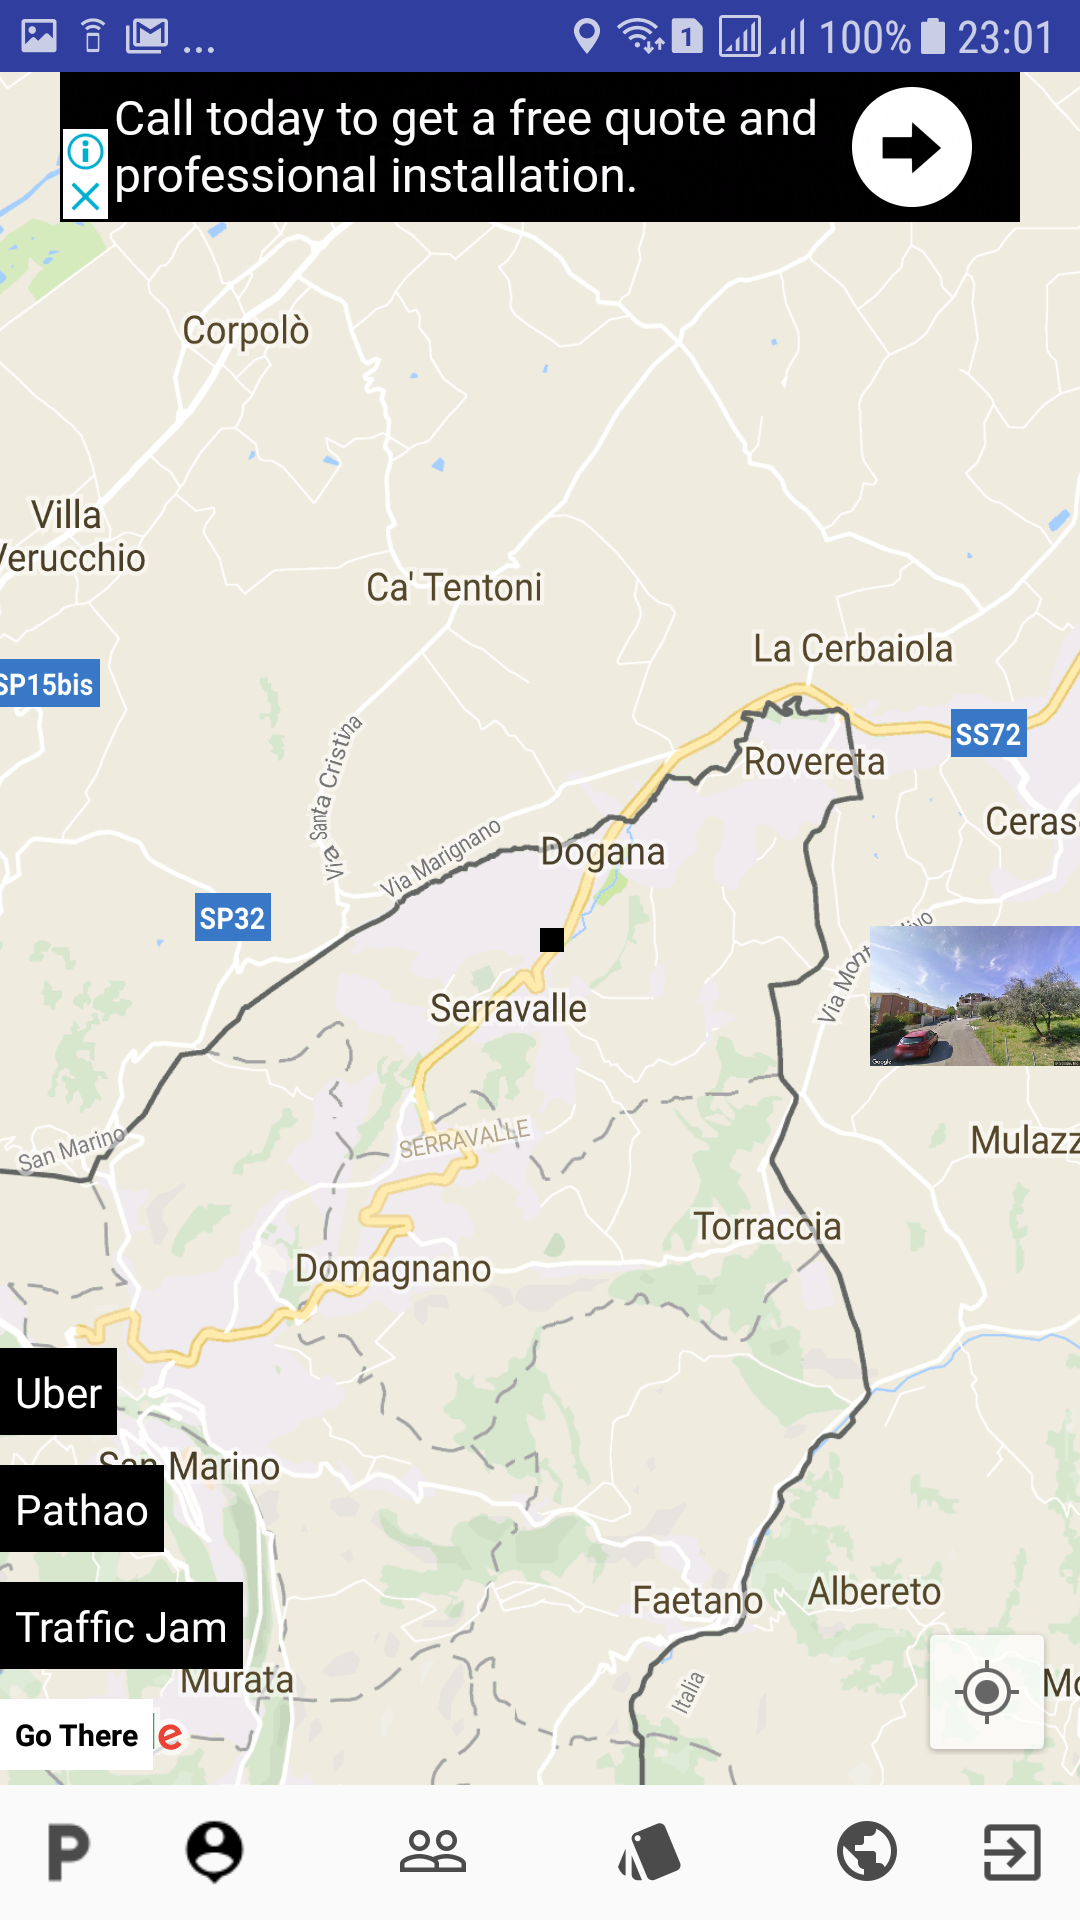 ...
1
100%
23:01
Call today to get a free quote and
professional installation.
Corpolò
Villa
Verucchio
Ca' Tentoni
La Cerbaiola
SP15bis
SS72
Rovereta
Via Santa Cristina
Ceras
Via Marignano
Dogana
SP32
Serravalle
Google
San Marino
SERRAVALLE
Mulazz
Torraccia
Domagnano
Uber
San Marino
Pathao
Albereto
Faetano
Traffic Jam
Murata
Italia
Mo
Go There
e
P